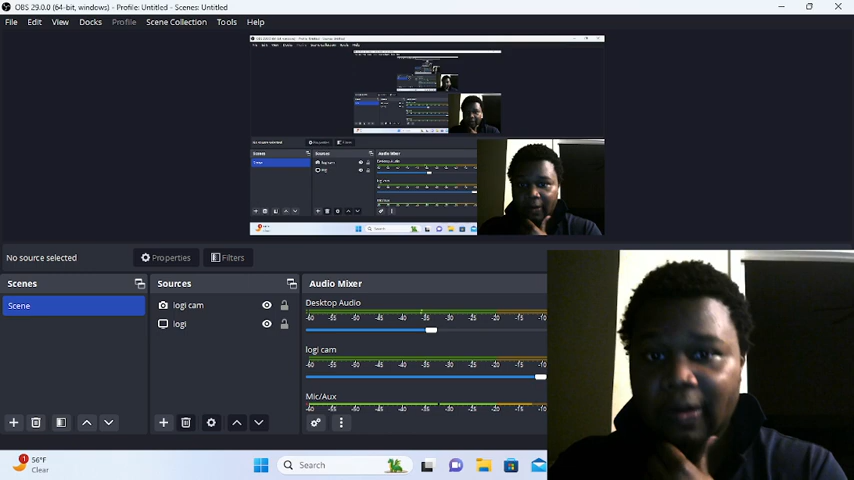 OBS 29.0.0 (64-bit, windows) - Profile: Untitled - Scenes: Untitled
File Edit View Docks Profile Scene Collection Tools Help
No source selected Properties Filters
Scenes Sources Audio Mixer
Scene
logi cam
logi
Desktop Audio
-60 -55 -50 -45 -40 -35 -30 -25 -20 -15 -10
logi cam
-60 -55 -50 -45 -40 -35 -30 -25 -20 -15 -10
Mic/Aux
-60 -55 -50 -45 -40 -35 -30 -25 -20 -15 -10
1
56°F
Clear
Search